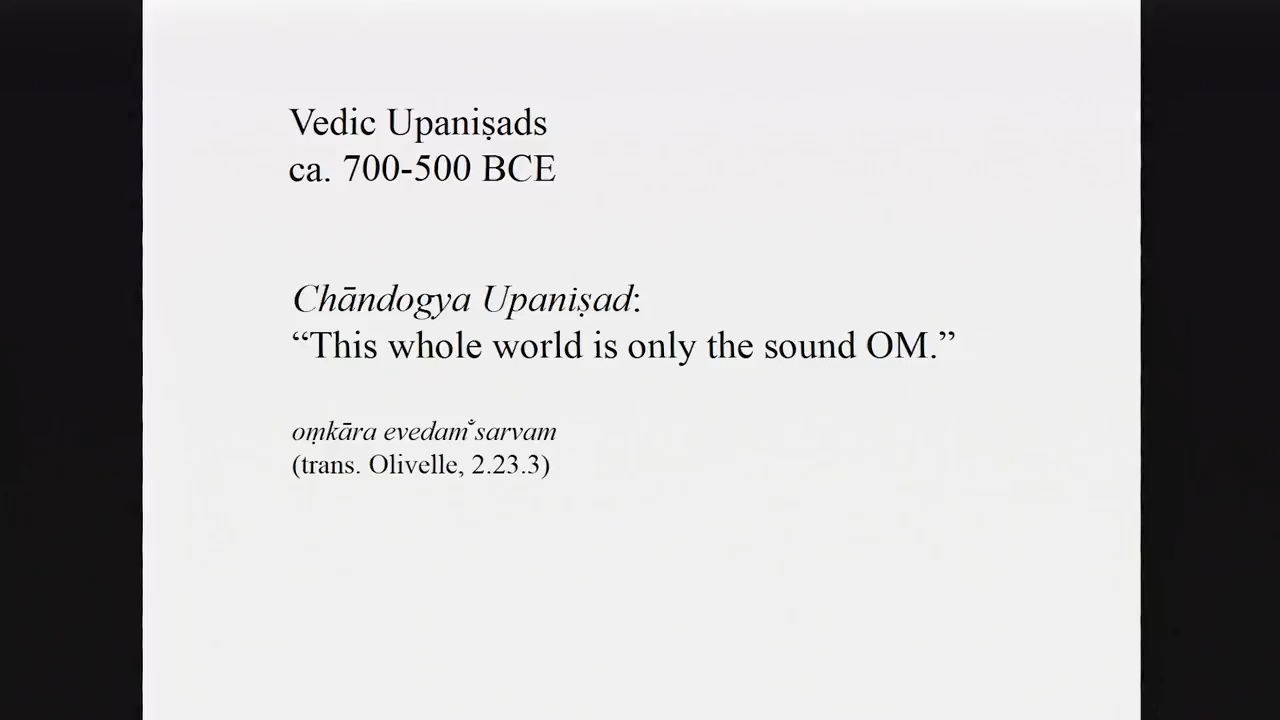 Vedic Upaniṣads
ca. 700-500 BCE
Chāndogya Upaniṣad:
“This whole world is only the sound OM.”
oṃkāra evedam̐ sarvam
(trans. Olivelle, 2.23.3)